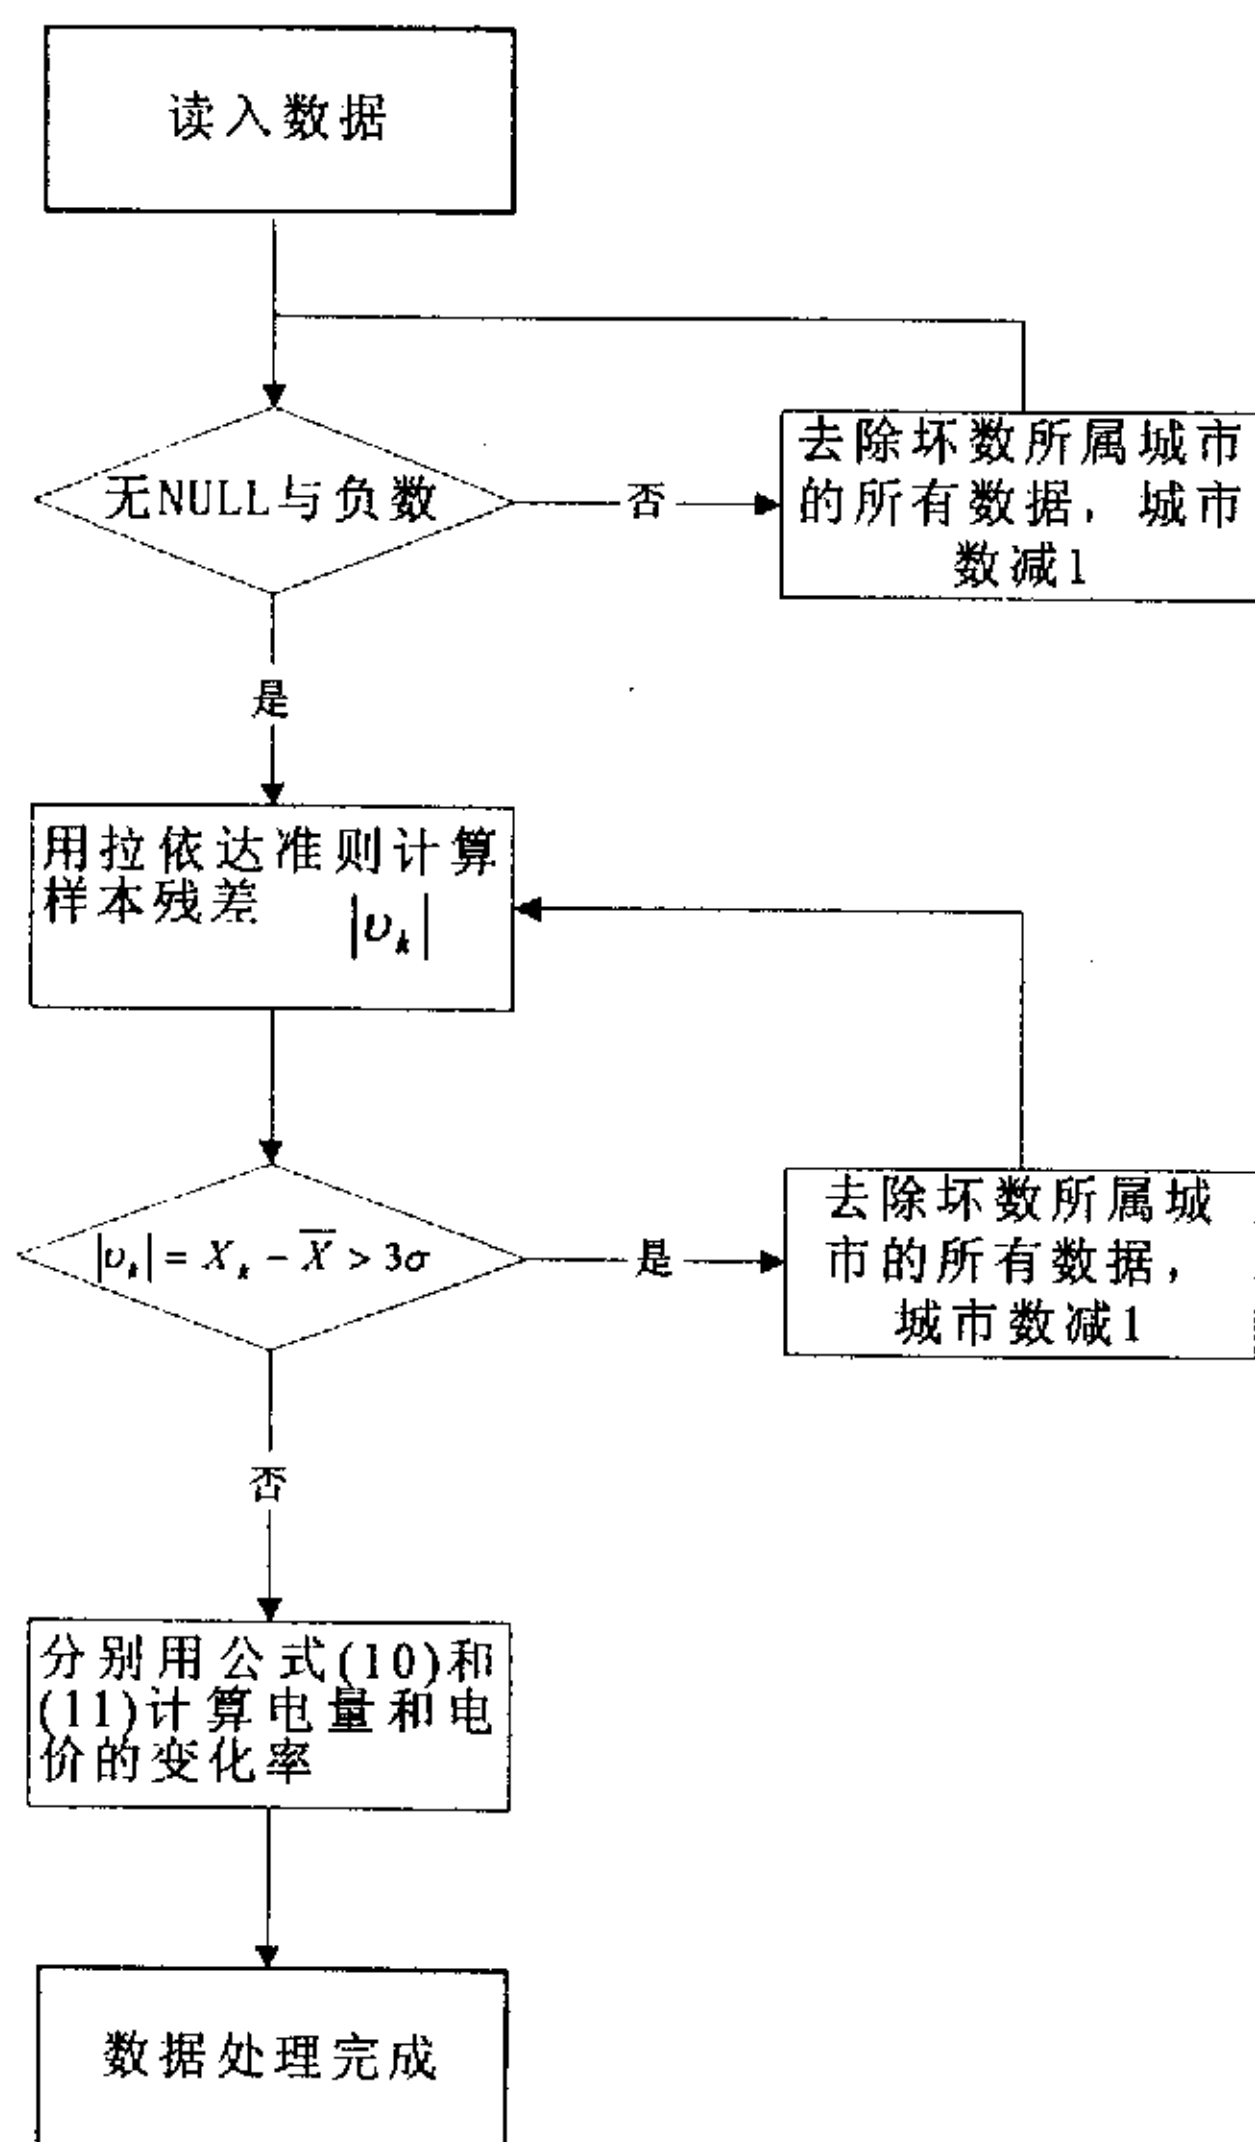 读入数据
无NULL与负数
否
去除坏数所属城市
的所有数据，城市
数减1
是
用拉依达准则计算
样本残差 |υₖ|
|υₖ| = Xₖ − X̅ > 3σ
是
去除坏数所属城
市的所有数据，
城市数减1
否
分别用公式(10)和
(11)计算电量和电
价的变化率
数据处理完成